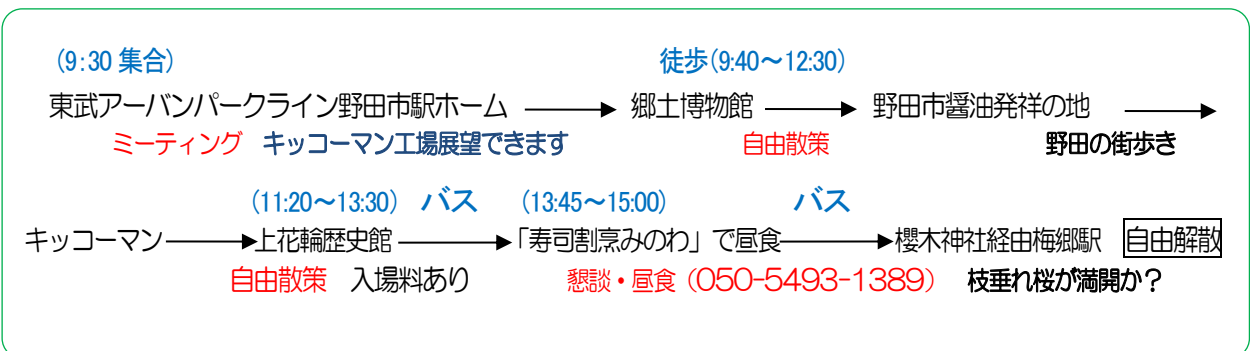 (9:30 集合) 徒歩(9:40～12:30)
東武アーバンパークライン野田市駅ホーム → 郷土博物館 → 野田市醤油発祥の地 →
ミーティング キッコーマン工場展望できます 自由散策 野田の街歩き
(11:20～13:30) バス (13:45～15:00) バス
キッコーマン → 上花輪歴史館 → 「寿司割烹みのわ」で昼食 → 櫻木神社経由梅郷駅 自由解散
自由散策 入場料あり 懇談・昼食（050-5493-1389） 枝垂れ桜が満開か？